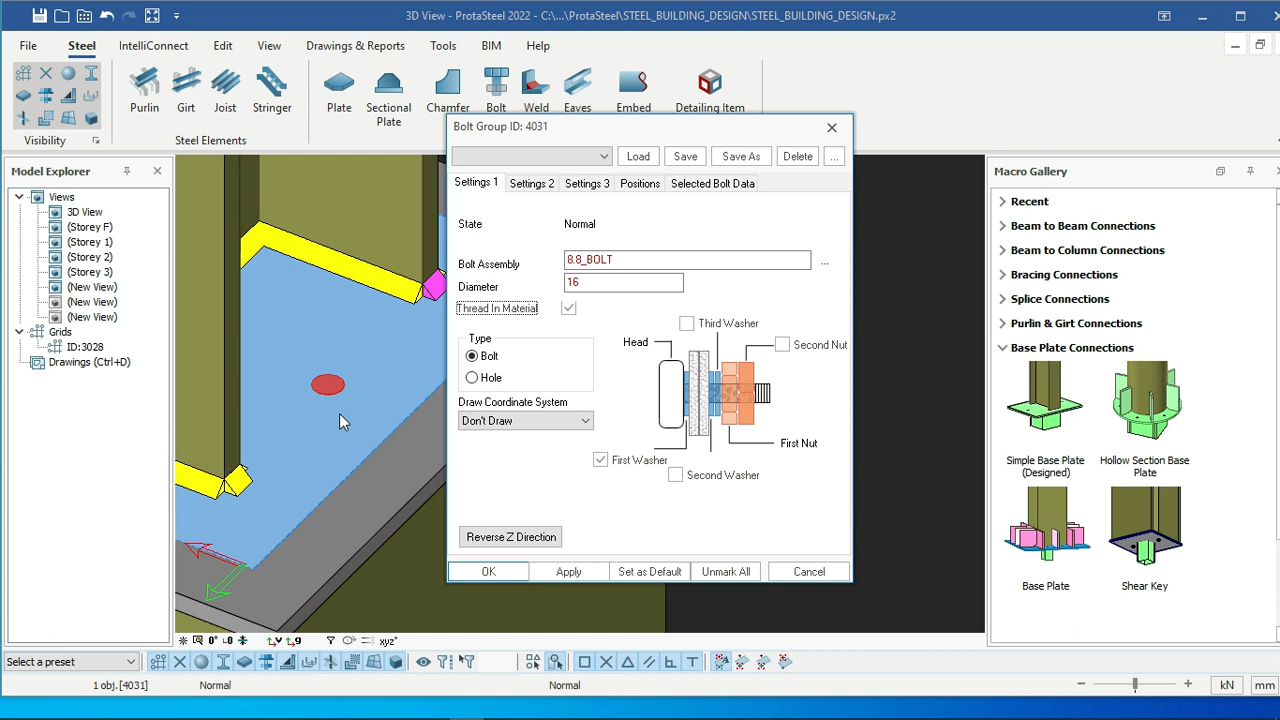 3D View - ProtaSteel 2022 - C:\...\ProtaSteel\STEEL_BUILDING_DESIGN\STEEL_BUILDING_DESIGN.px2
File Steel IntelliConnect Edit View Drawings & Reports Tools BIM Help
Purlin Girt Joist Stringer Plate Sectional Plate Chamfer Bolt Weld Eaves Embed Detailing Item
Visibility Steel Elements
Model Explorer
Views
3D View
(Storey F)
(Storey 1)
(Storey 2)
(Storey 3)
(New View)
(New View)
(New View)
Grids
ID:3028
Drawings (Ctrl+D)
Bolt Group ID: 4031
Load Save Save As Delete ...
Settings 1 Settings 2 Settings 3 Positions Selected Bolt Data
State Normal
Bolt Assembly 8.8_BOLT ...
Diameter 16
Thread In Material
Third Washer
Type
Head Second Nut
Bolt
Hole
Draw Coordinate System
Don't Draw
First Nut
First Washer
Second Washer
Reverse Z Direction
OK Apply Set as Default Unmark All Cancel
Macro Gallery
Recent
Beam to Beam Connections
Beam to Column Connections
Bracing Connections
Splice Connections
Purlin & Girt Connections
Base Plate Connections
Simple Base Plate (Designed)
Hollow Section Base Plate
Base Plate Shear Key
xyz
Select a preset
1 obj.[4031] Normal Normal kN mm